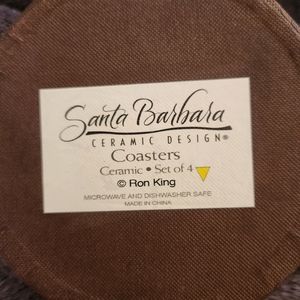 Santa Barbara
CERAMIC DESIGN®
Coasters
Ceramic • Set of 4
© Ron King
MICROWAVE AND DISHWASHER SAFE
MADE IN CHINA